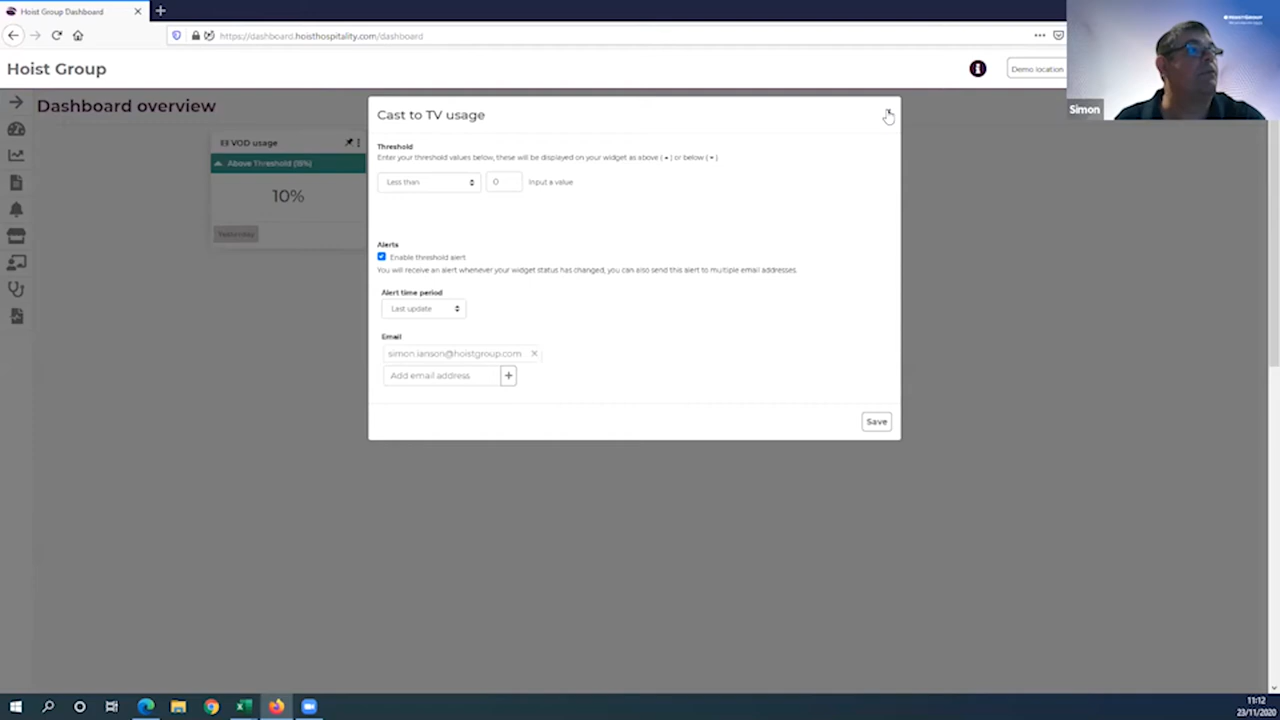 Hoist Group Dashboard
https://dashboard.hoisthospitality.com/dashboard
HOIST GROUP
Simon
Hoist Group
Demo location
Dashboard overview
VOD usage
Above Threshold (18%)
10%
Yesterday
Cast to TV usage
Threshold
Enter your threshold values below, these will be displayed on your widget as above ( ▲ ) or below ( ▼ )
Less than
0
Input a value
Alerts
Enable threshold alert
You will receive an alert whenever your widget status has changed, you can also send this alert to multiple email addresses.
Alert time period
Last update
Email
simon.ianson@hoistgroup.com
Add email address
Save
11:12
23/11/2020